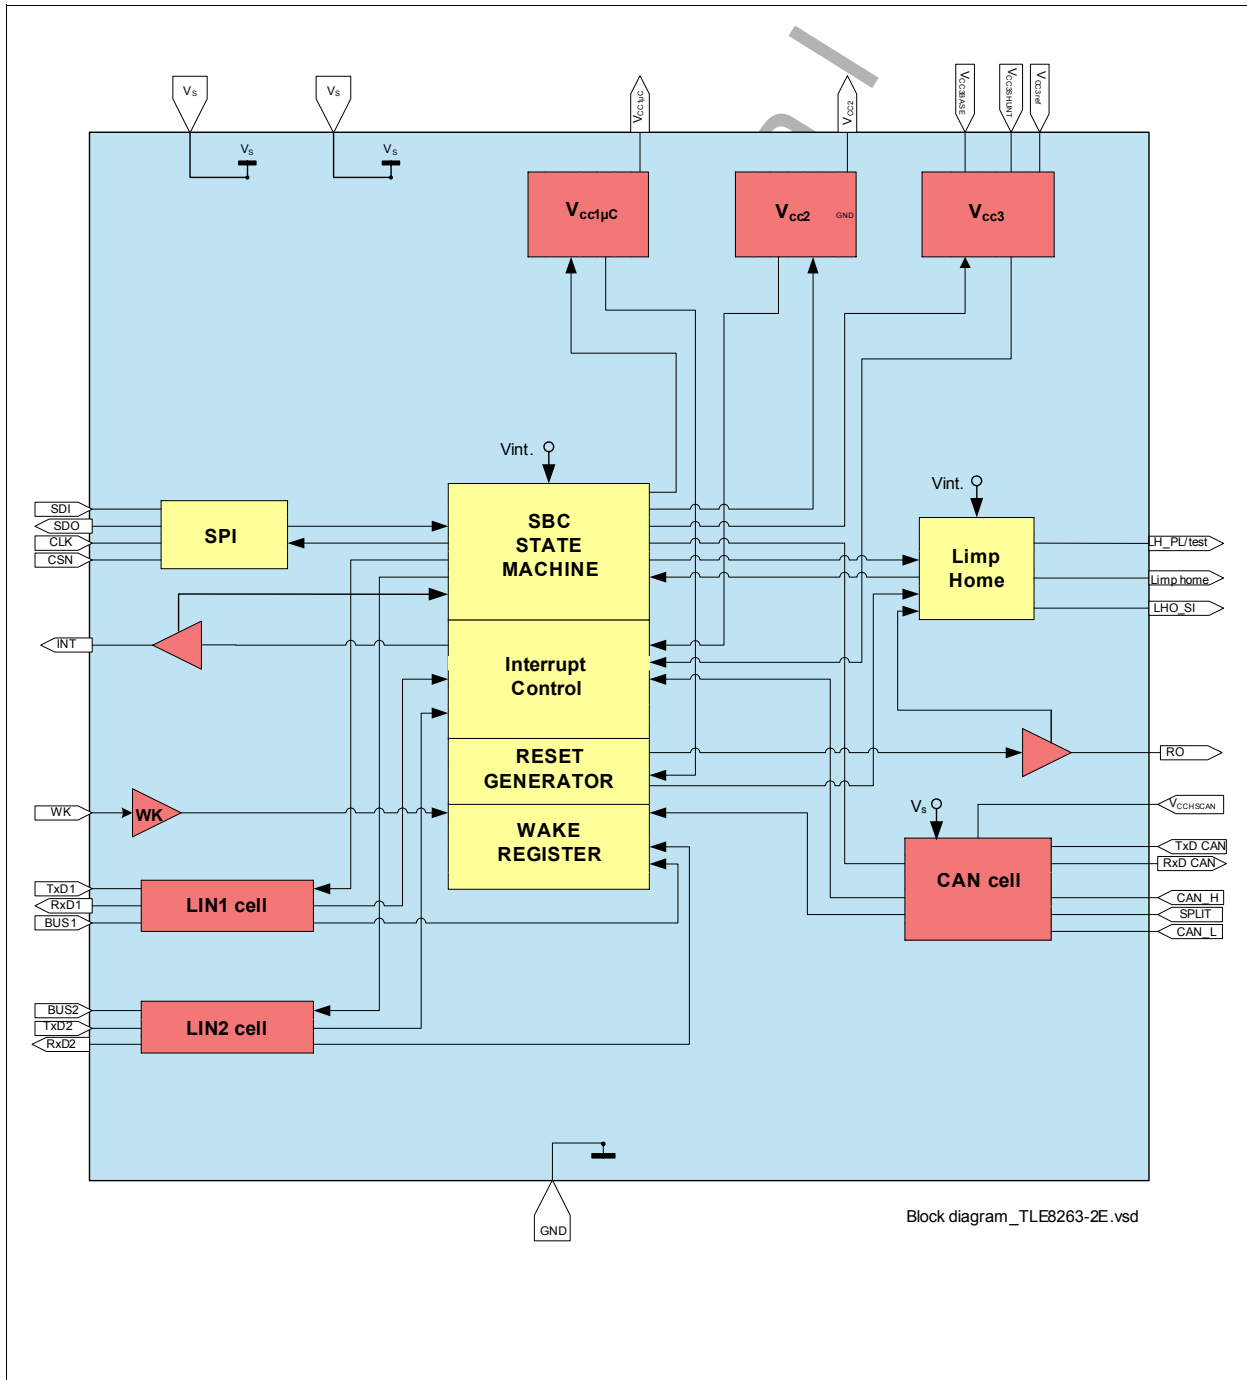 Vs
Vs
VCC1µC
VCC2
VCC3BASE
VCC3SHUNT
VCC3ref
Vs
Vs
Vcc1µC
Vcc2
GND
Vcc3
Vint.
SDI
SDO
CLK
CSN
SPI
SBC
STATE
MACHINE
Vint.
Limp
Home
LH_PL/test
Limp home
LHO_SI
INT
Interrupt
Control
RESET
GENERATOR
RO
WK
WK
WAKE
REGISTER
Vs
VCCHSCAN
TxD CAN
RxD CAN
CAN cell
CAN_H
SPLIT
CAN_L
TxD1
RxD1
BUS1
LIN1 cell
BUS2
TxD2
RxD2
LIN2 cell
GND
Block diagram_TLE8263-2E.vsd